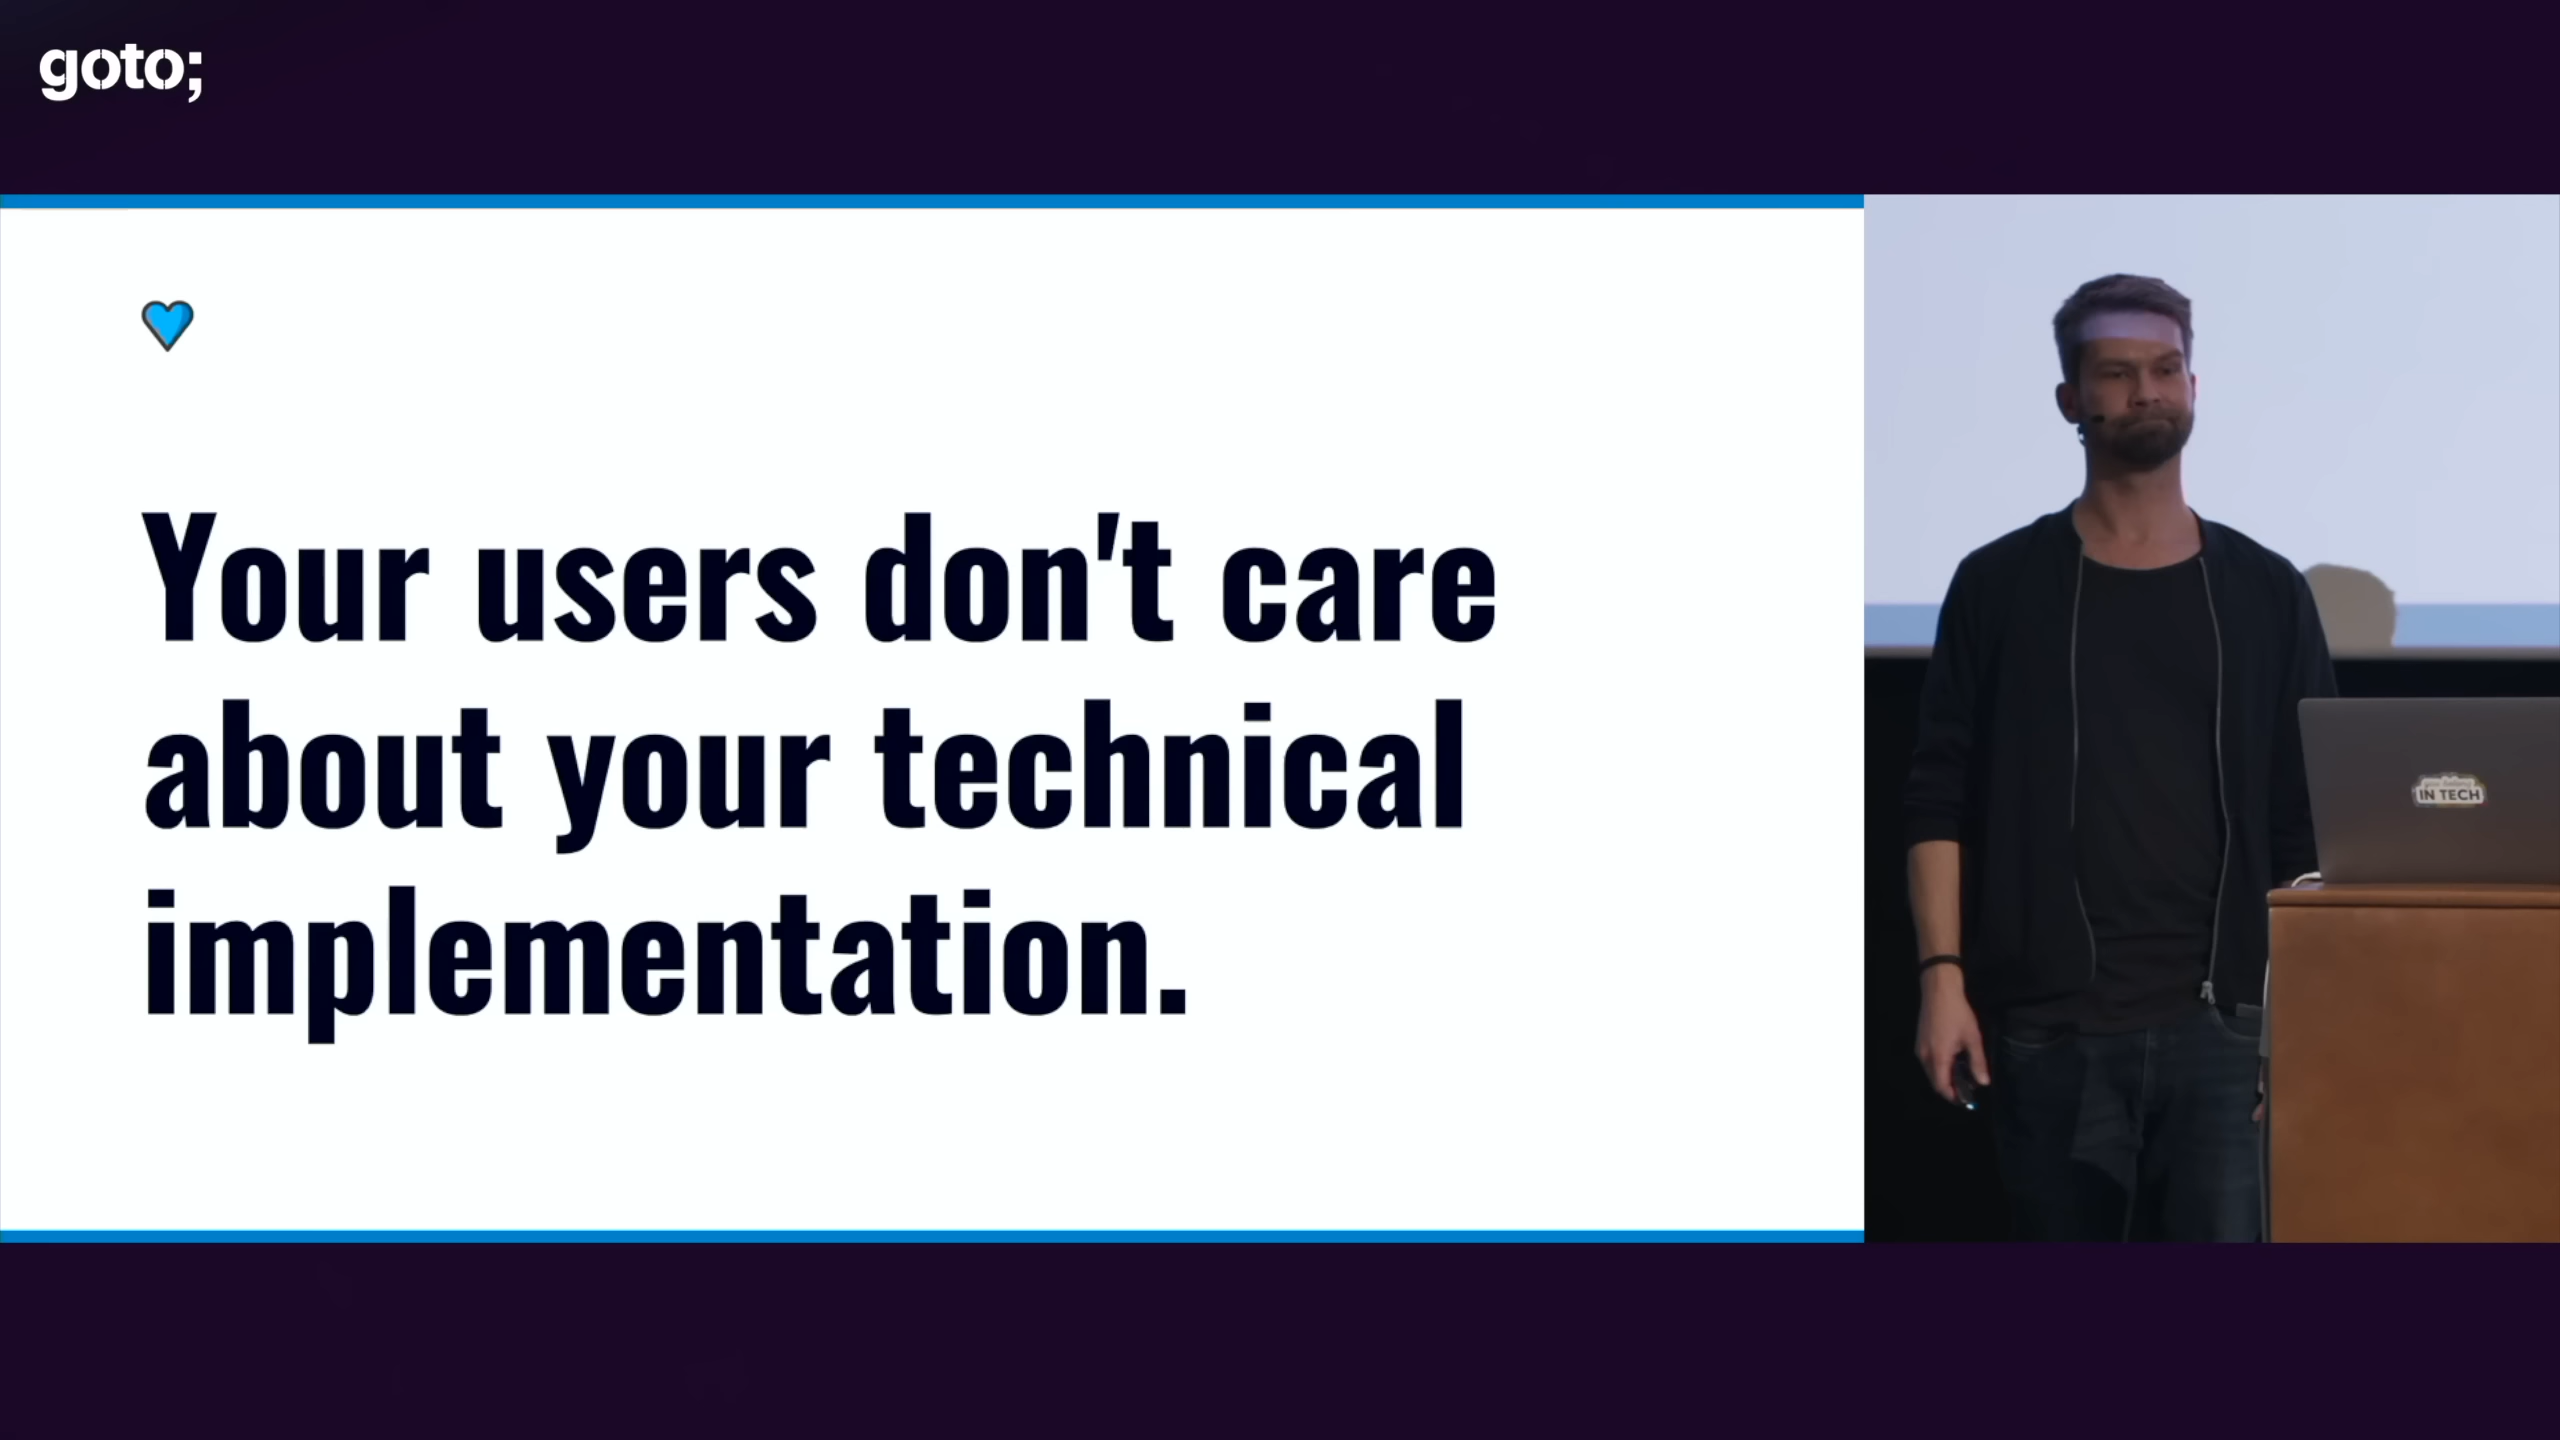 goto;
Your users don't care
about your technical
implementation.
IN TECH